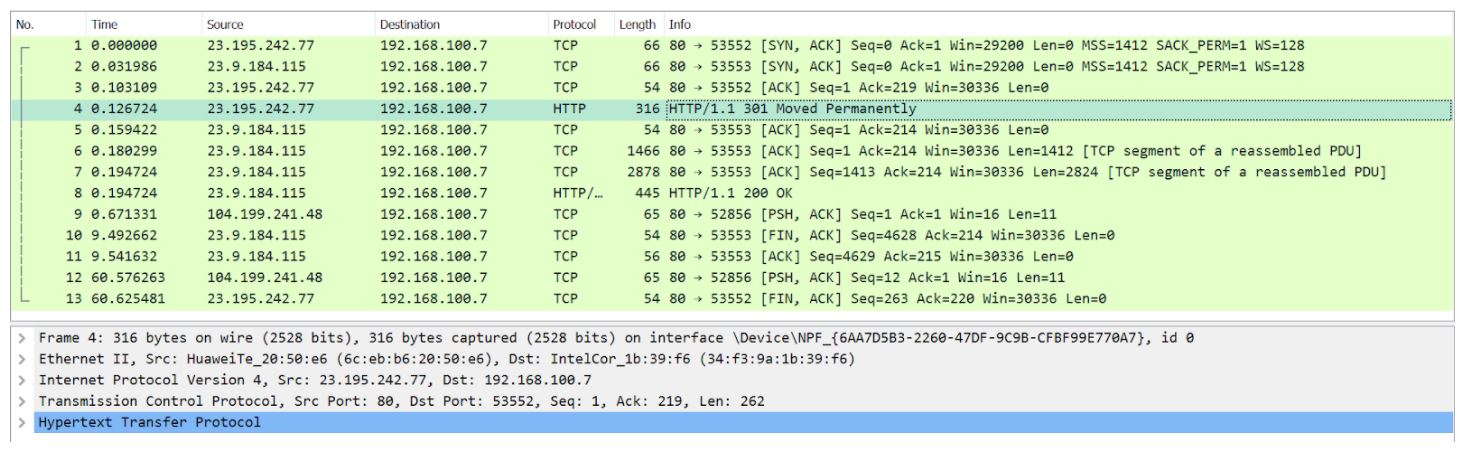 No. Time Source Destination Protocol Length Info
1 0.000000 23.195.242.77 192.168.100.7 TCP 66 80 → 53552 [SYN, ACK] Seq=0 Ack=1 Win=29200 Len=0 MSS=1412 SACK_PERM=1 WS=128
2 0.031986 23.9.184.115 192.168.100.7 TCP 66 80 → 53553 [SYN, ACK] Seq=0 Ack=1 Win=29200 Len=0 MSS=1412 SACK_PERM=1 WS=128
3 0.103109 23.195.242.77 192.168.100.7 TCP 54 80 → 53552 [ACK] Seq=1 Ack=219 Win=30336 Len=0
4 0.126724 23.195.242.77 192.168.100.7 HTTP 316 HTTP/1.1 301 Moved Permanently
5 0.159422 23.9.184.115 192.168.100.7 TCP 54 80 → 53553 [ACK] Seq=1 Ack=214 Win=30336 Len=0
6 0.180299 23.9.184.115 192.168.100.7 TCP 1466 80 → 53553 [ACK] Seq=1 Ack=214 Win=30336 Len=1412 [TCP segment of a reassembled PDU]
7 0.194724 23.9.184.115 192.168.100.7 TCP 2878 80 → 53553 [ACK] Seq=1413 Ack=214 Win=30336 Len=2824 [TCP segment of a reassembled PDU]
8 0.194724 23.9.184.115 192.168.100.7 HTTP/… 445 HTTP/1.1 200 OK
9 0.671331 104.199.241.48 192.168.100.7 TCP 65 80 → 52856 [PSH, ACK] Seq=1 Ack=1 Win=16 Len=11
10 9.492662 23.9.184.115 192.168.100.7 TCP 54 80 → 53553 [FIN, ACK] Seq=4628 Ack=214 Win=30336 Len=0
11 9.541632 23.9.184.115 192.168.100.7 TCP 56 80 → 53553 [ACK] Seq=4629 Ack=215 Win=30336 Len=0
12 60.576263 104.199.241.48 192.168.100.7 TCP 65 80 → 52856 [PSH, ACK] Seq=12 Ack=1 Win=16 Len=11
13 60.625481 23.195.242.77 192.168.100.7 TCP 54 80 → 53552 [FIN, ACK] Seq=263 Ack=220 Win=30336 Len=0
> Frame 4: 316 bytes on wire (2528 bits), 316 bytes captured (2528 bits) on interface \Device\NPF_{6AA7D5B3-2260-47DF-9C9B-CFBF99E770A7}, id 0
> Ethernet II, Src: HuaweiTe_20:50:e6 (6c:eb:b6:20:50:e6), Dst: IntelCor_1b:39:f6 (34:f3:9a:1b:39:f6)
> Internet Protocol Version 4, Src: 23.195.242.77, Dst: 192.168.100.7
> Transmission Control Protocol, Src Port: 80, Dst Port: 53552, Seq: 1, Ack: 219, Len: 262
> Hypertext Transfer Protocol